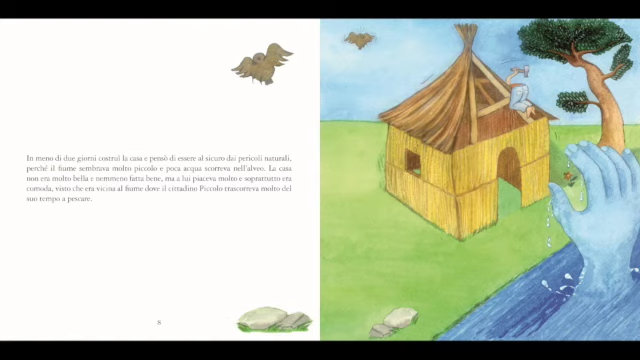 In meno di due giorni costruì la casa e pensò di essere al sicuro dai pericoli naturali,
perché il fiume sembrava molto piccolo e poca acqua scorreva nell'alveo. La casa
non era molto bella e nemmeno fatta bene, ma a lui piaceva molto e soprattutto era
comoda, visto che era vicina al fiume dove il cittadino Piccolo trascorreva molto del
suo tempo a pescare.
8